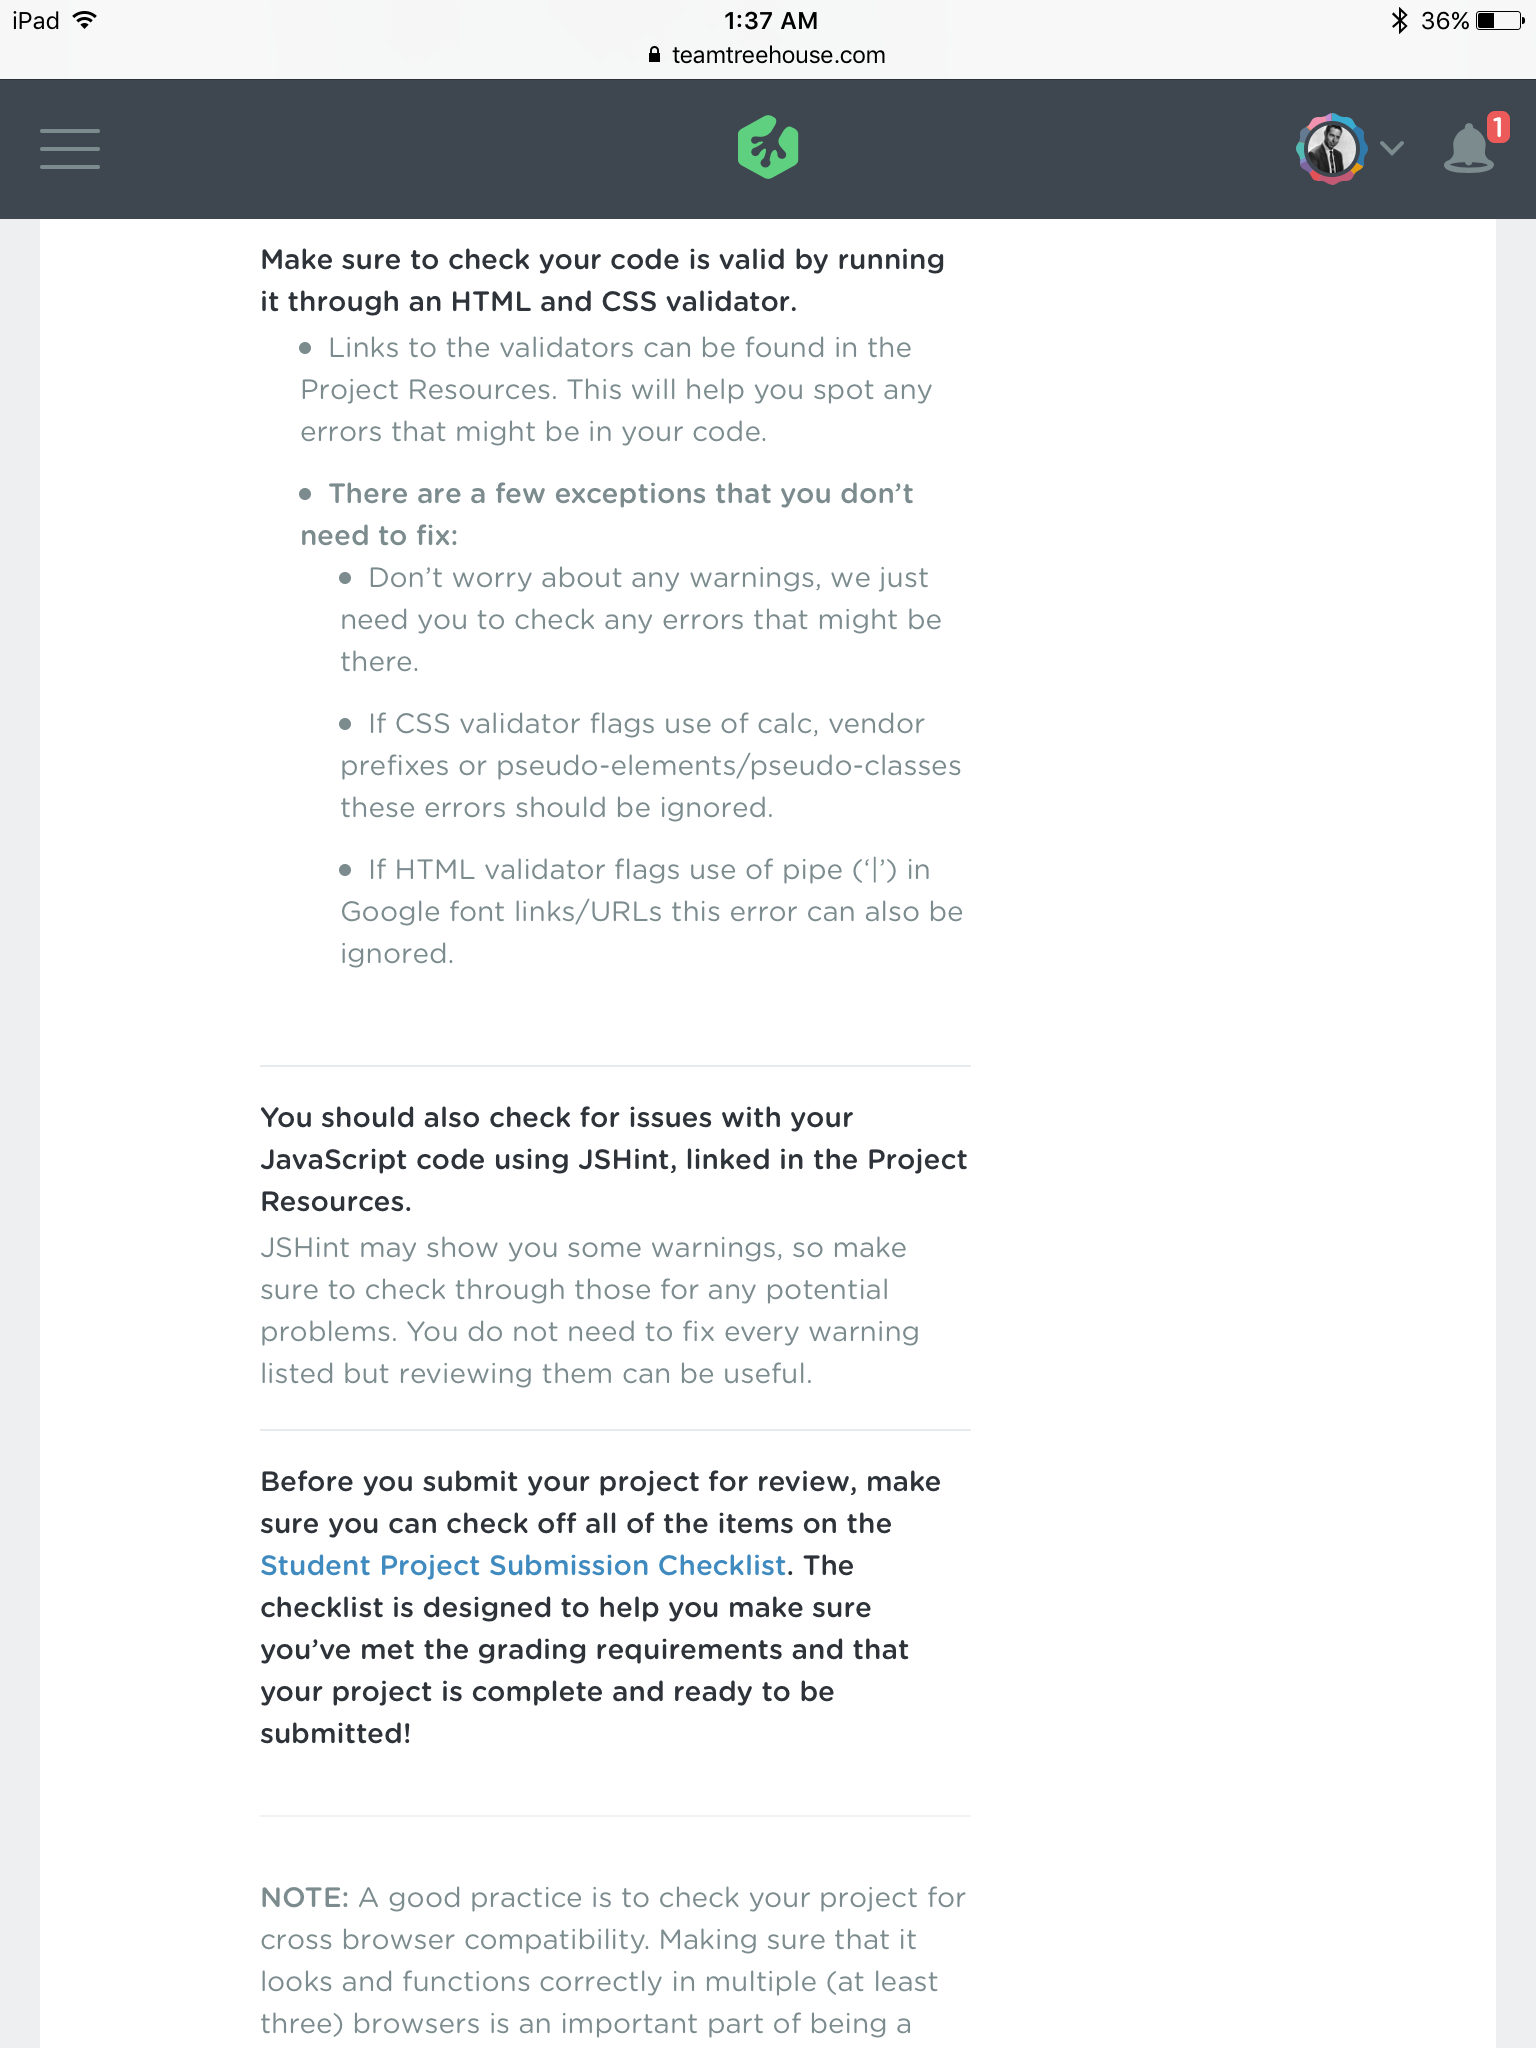 iPad
1:37 AM
36%
teamtreehouse.com
1
Make sure to check your code is valid by running
it through an HTML and CSS validator.
• Links to the validators can be found in the
Project Resources. This will help you spot any
errors that might be in your code.
• There are a few exceptions that you don’t
need to fix:
• Don’t worry about any warnings, we just
need you to check any errors that might be
there.
• If CSS validator flags use of calc, vendor
prefixes or pseudo-elements/pseudo-classes
these errors should be ignored.
• If HTML validator flags use of pipe (‘|’) in
Google font links/URLs this error can also be
ignored.
You should also check for issues with your
JavaScript code using JSHint, linked in the Project
Resources.
JSHint may show you some warnings, so make
sure to check through those for any potential
problems. You do not need to fix every warning
listed but reviewing them can be useful.
Before you submit your project for review, make
sure you can check off all of the items on the
Student Project Submission Checklist. The
checklist is designed to help you make sure
you’ve met the grading requirements and that
your project is complete and ready to be
submitted!
NOTE: A good practice is to check your project for
cross browser compatibility. Making sure that it
looks and functions correctly in multiple (at least
three) browsers is an important part of being a